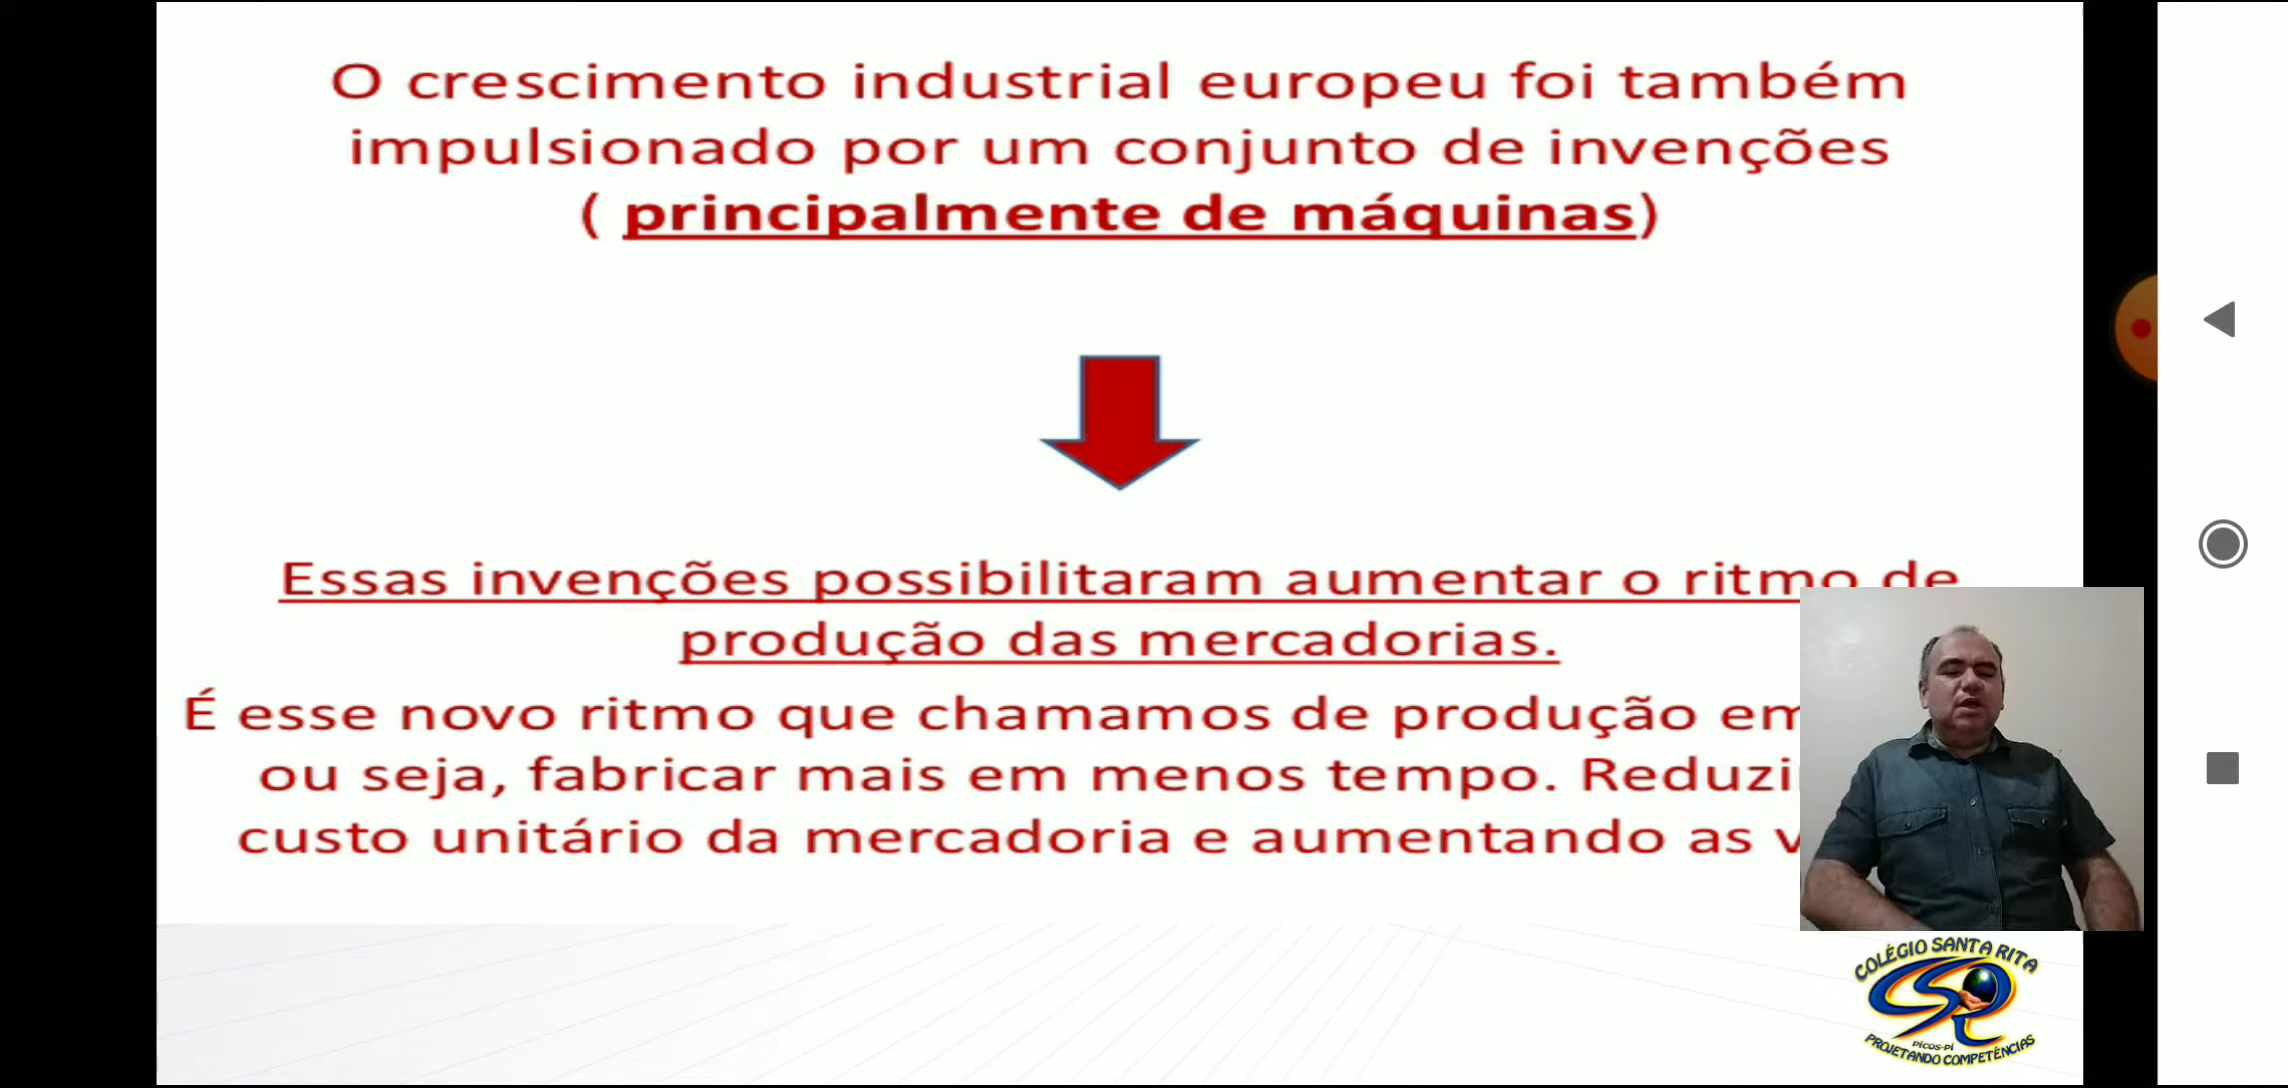 O crescimento industrial europeu foi também
impulsionado por um conjunto de invenções
( principalmente de máquinas)
Essas invenções possibilitaram aumentar o ritmo de
produção das mercadorias.
É esse novo ritmo que chamamos de produção em
ou seja, fabricar mais em menos tempo.
custo unitário da mercadoria e aumentando as
COLÉGIO SANTA RITA
PICOS-PI
PROJETANDO COMPETÊNCIAS